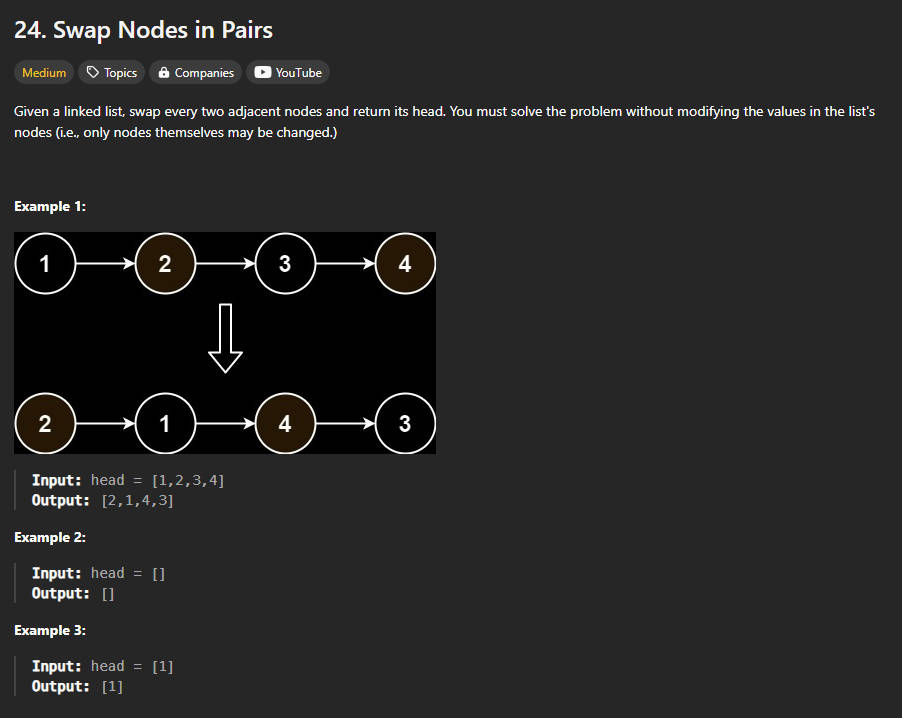 24. Swap Nodes in Pairs
Medium Topics Companies YouTube
Given a linked list, swap every two adjacent nodes and return its head. You must solve the problem without modifying the values in the list's
nodes (i.e., only nodes themselves may be changed.)
Example 1:
1 2 3 4
2 1 4 3
Input: head = [1,2,3,4]
Output: [2,1,4,3]
Example 2:
Input: head = []
Output: []
Example 3:
Input: head = [1]
Output: [1]